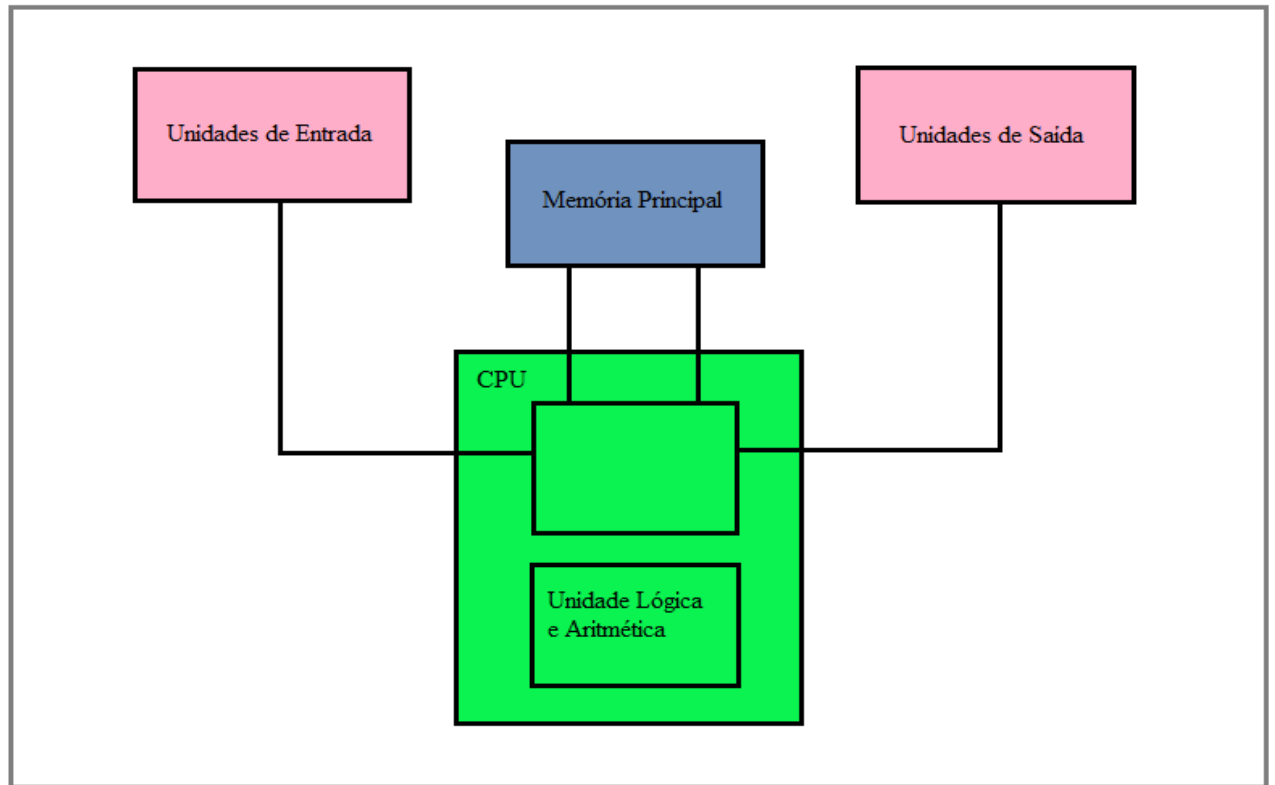 Unidades de Entrada
Unidades de Saída
Memória Principal
CPU
Unidade Lógica
e Aritmética